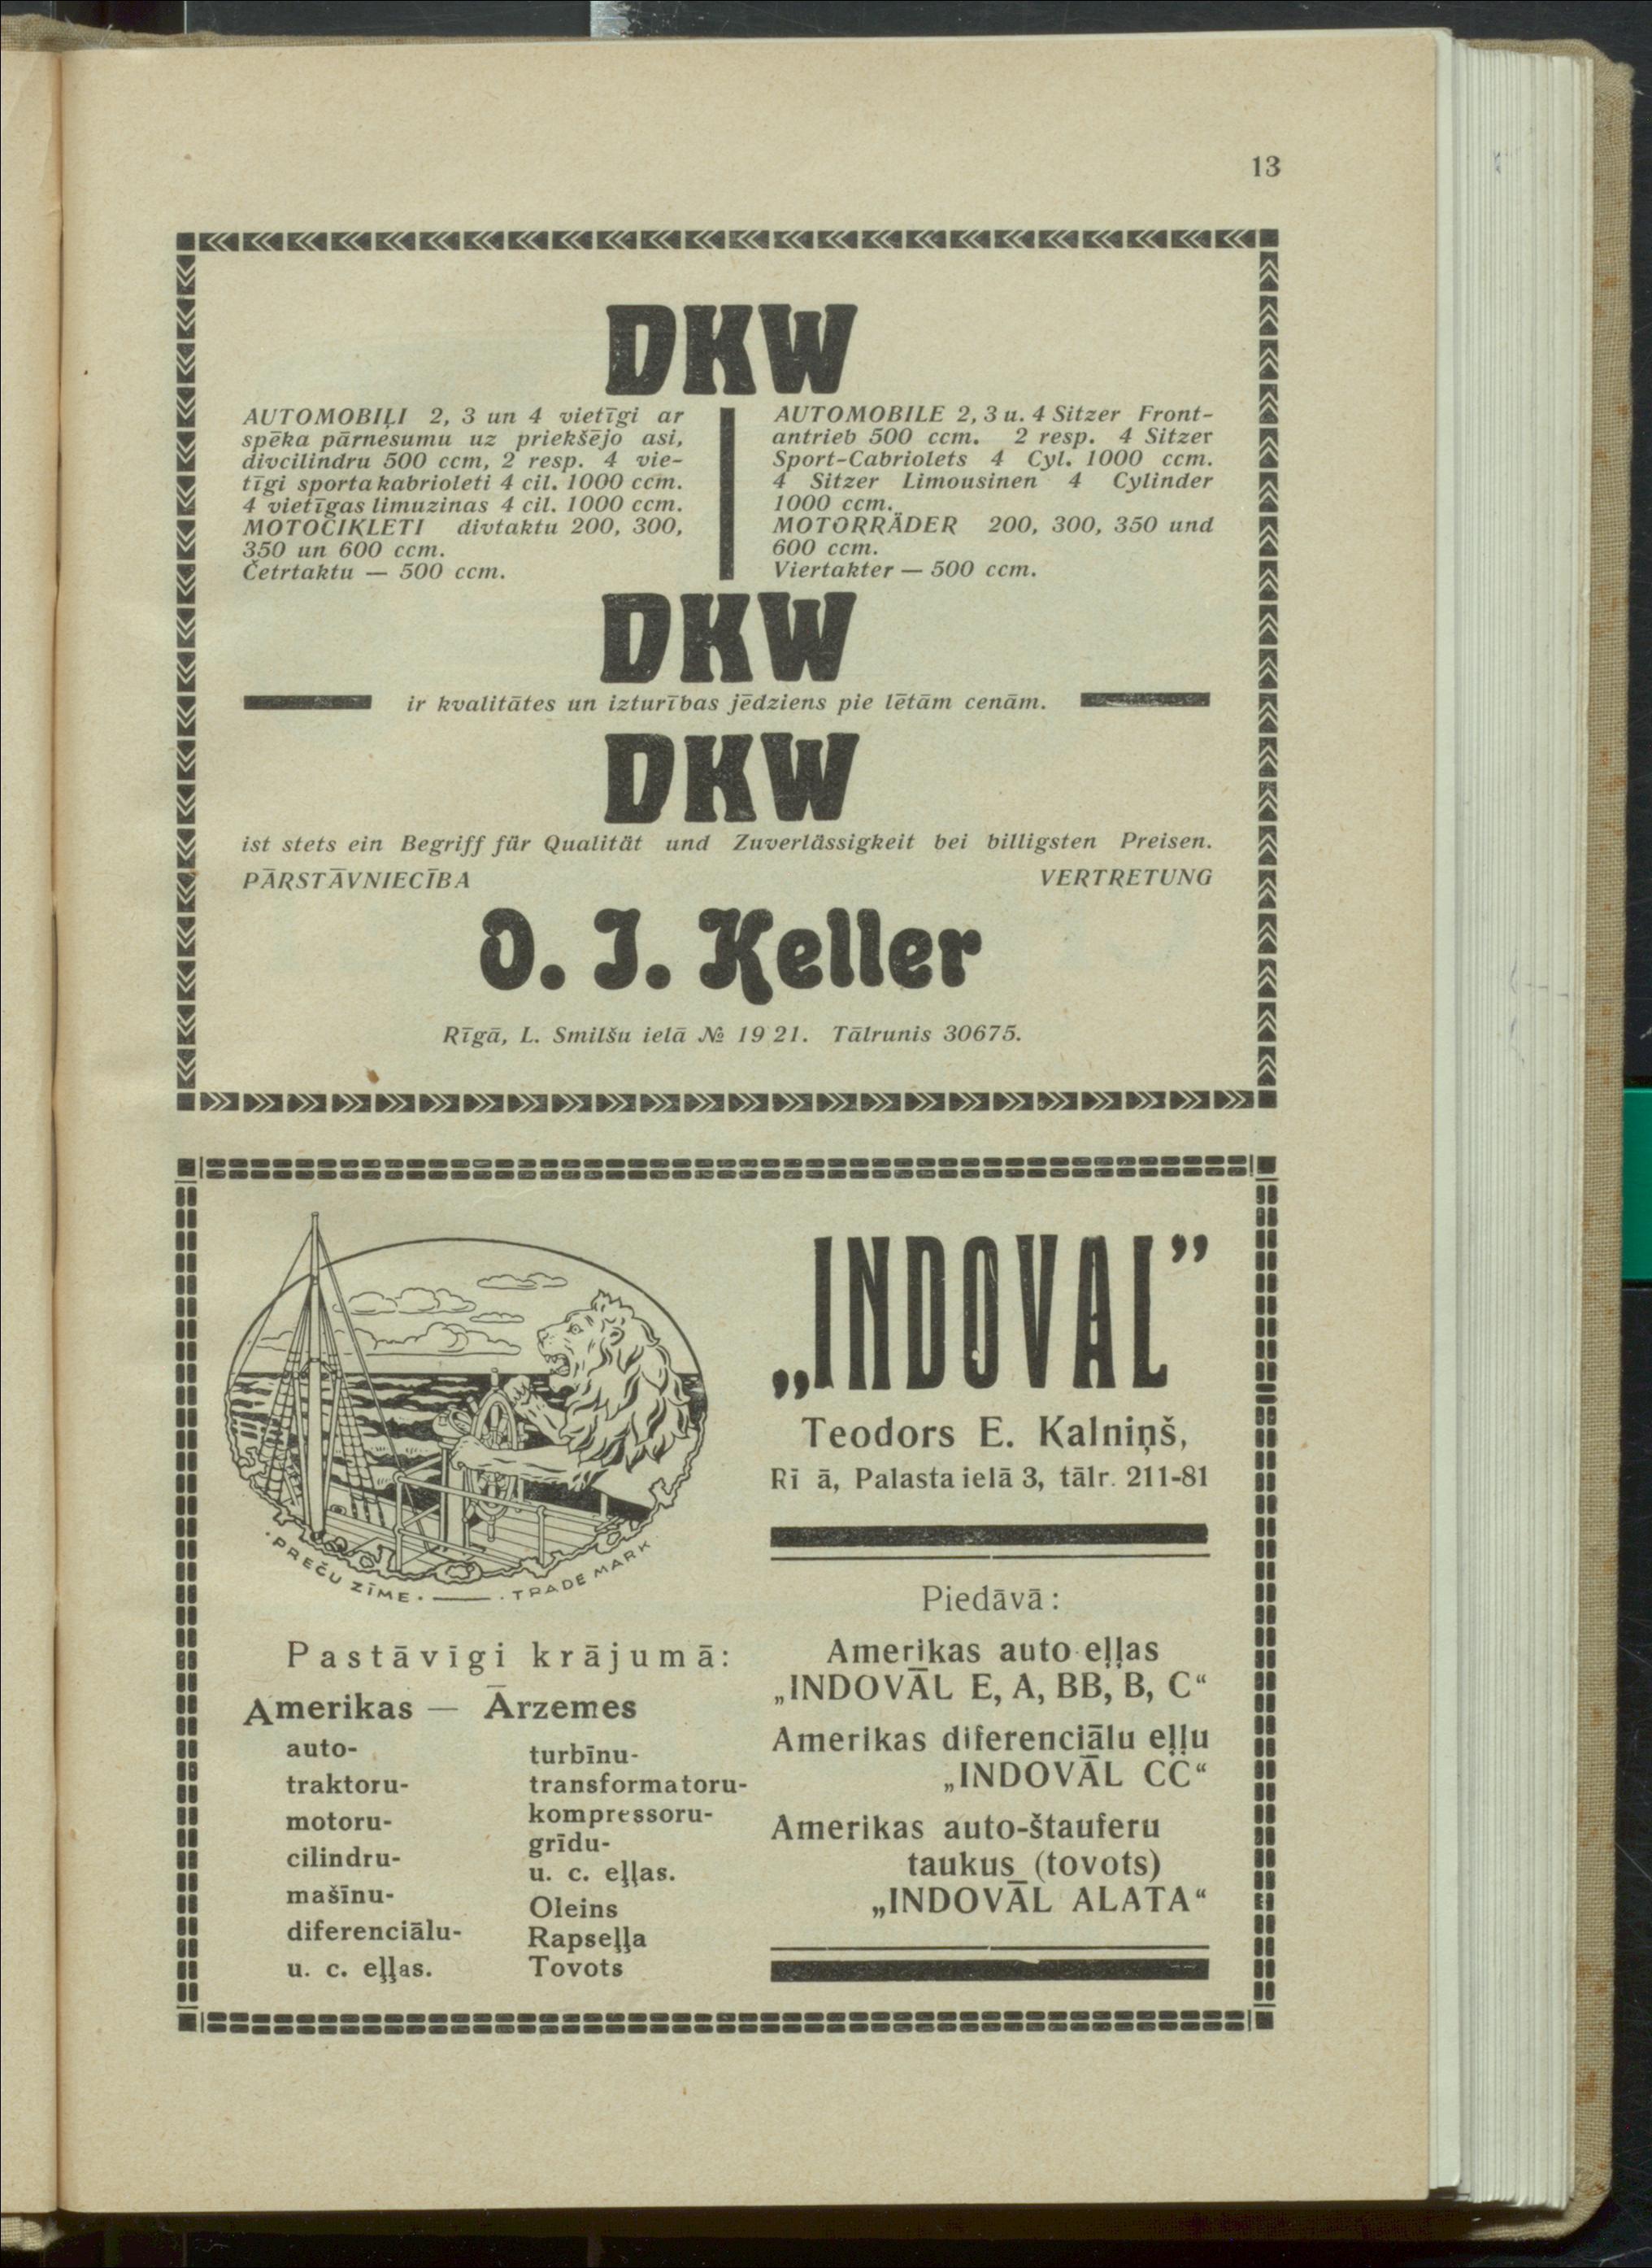 13
DKW
AUTOMOBIĻI 2, 3 un 4 vietīgi ar
spēka pārnesumu uz priekšējo asi,
divcilindru 500 ccm, 2 resp. 4 vie-
tīgi sporta kabrioleti 4 cil. 1000 ccm.
4 vietīgas limuzinas 4 cil. 1000 ccm.
MOTOCIKLETI divtaktu 200, 300,
350 un 600 ccm.
Četrtaktu — 500 ccm.
AUTOMOBILE 2, 3 u. 4 Sitzer Front-
antrieb 500 ccm. 2 resp. 4 Sitzer
Sport-Cabriolets 4 Cyl. 1000 ccm.
4 Sitzer Limousinen 4 Cylinder
1000 ccm.
MOTORRÄDER 200, 300, 350 und
600 ccm.
Viertakter — 500 ccm.
DKW
ir kvalitātes un izturības jēdziens pie lētām cenām.
DKW
ist stets ein Begriff für Qualität und Zuverlässigkeit bei billigsten Preisen.
PĀRSTĀVNIECĪBA VERTRETUNG
O. J. Keller
Rīgā, L. Smilšu ielā № 19 21. Tālrunis 30675.
„INDOVAL”
Teodors E. Kalniņš,
Rī ā, Palasta ielā 3, tālr. 211-81
· PREČU ZĪME · — · TRADE MARK
Pastāvīgi krājumā:
Amerikas — Ārzemes
auto-
traktoru-
motoru-
cilindru-
mašīnu-
diferenciālu-
u. c. eļļas.
turbīnu-
transformatoru-
kompressoru-
grīdu-
u. c. eļļas.
Oleins
Rapseļļa
Tovots
Piedāvā:
Amerikas auto eļļas
„INDOVĀL E, A, BB, B, C“
Amerikas diferenciālu eļļu
„INDOVĀL CC“
Amerikas auto-štauferu
taukus (tovots)
„INDOVĀL ALATA“